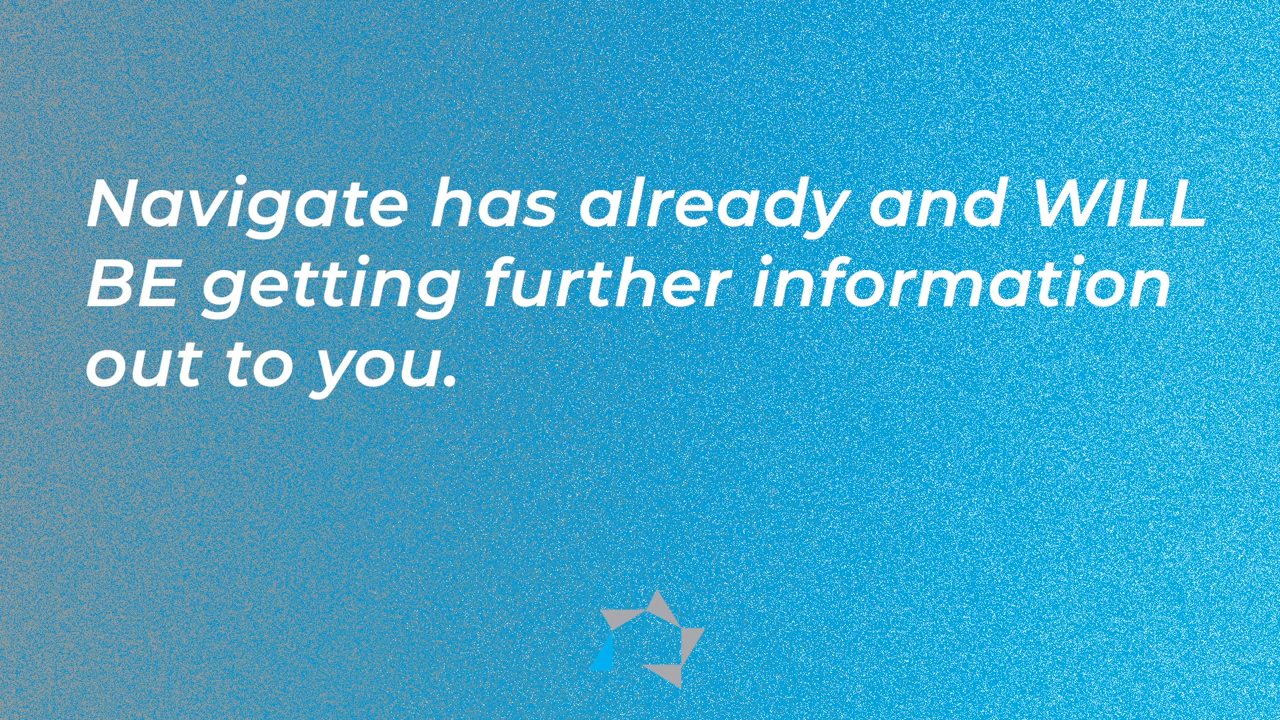 Navigate has already and WILL
BE getting further information
out to you.